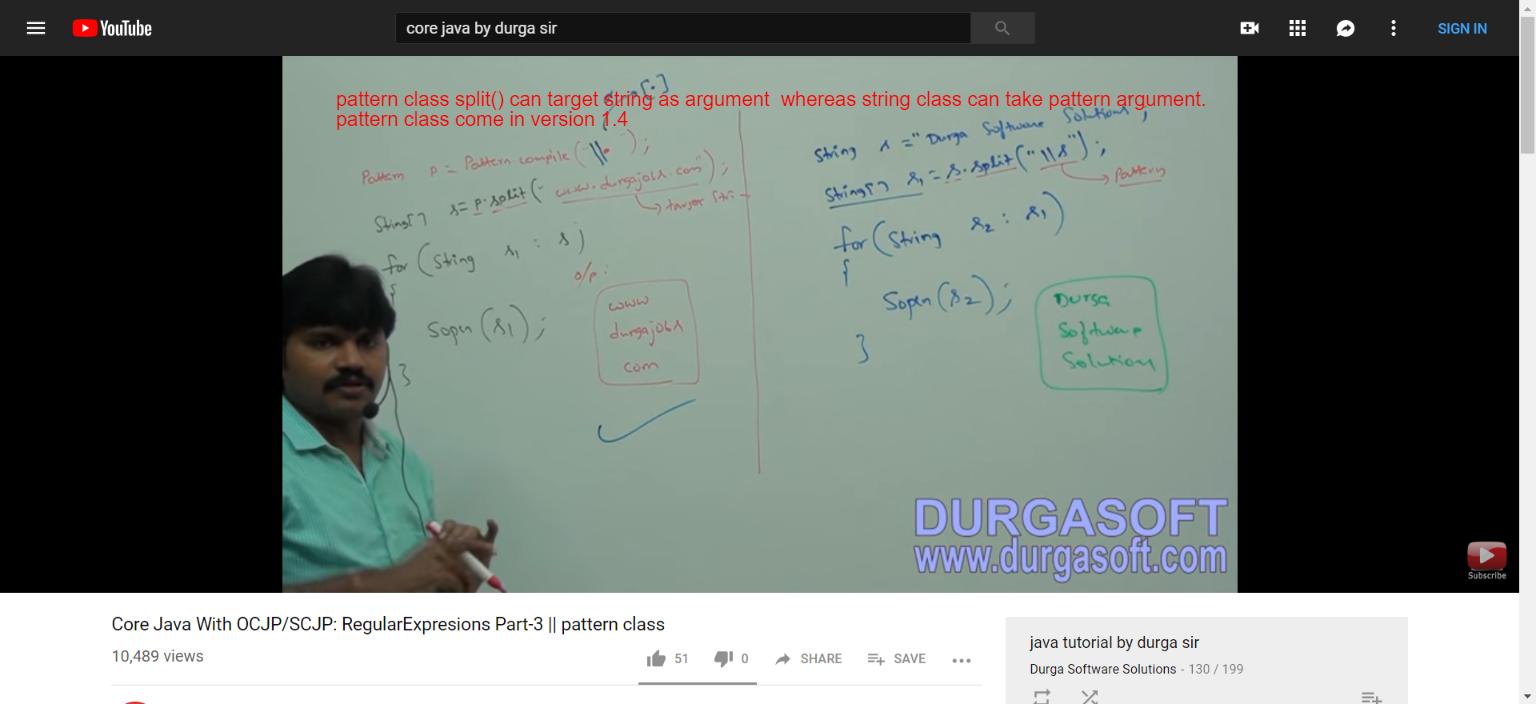 YouTube
core java by durga sir
SIGN IN
pattern class split() can target string as argument  whereas string class can take pattern argument.
pattern class come in version 1.4
Pattern p = Pattern.compile("\\.");
String[] s= p.split("www.durgajobs.com");
target
for (String s1 : s)
{
Sopln(s1);
}
o/p:
www
durgajobs
com
String s ="Durga Software Solutions";
String[] s1 = s.split("\\s");
Pattern
for (String s2 : s1)
{
Sopln(s2);
}
Durga
Software
Solution
DURGASOFT
www.durgasoft.com
Subscribe
Core Java With OCJP/SCJP: RegularExpresions Part-3 || pattern class
10,489 views
51
0
SHARE
SAVE
java tutorial by durga sir
Durga Software Solutions - 130 / 199